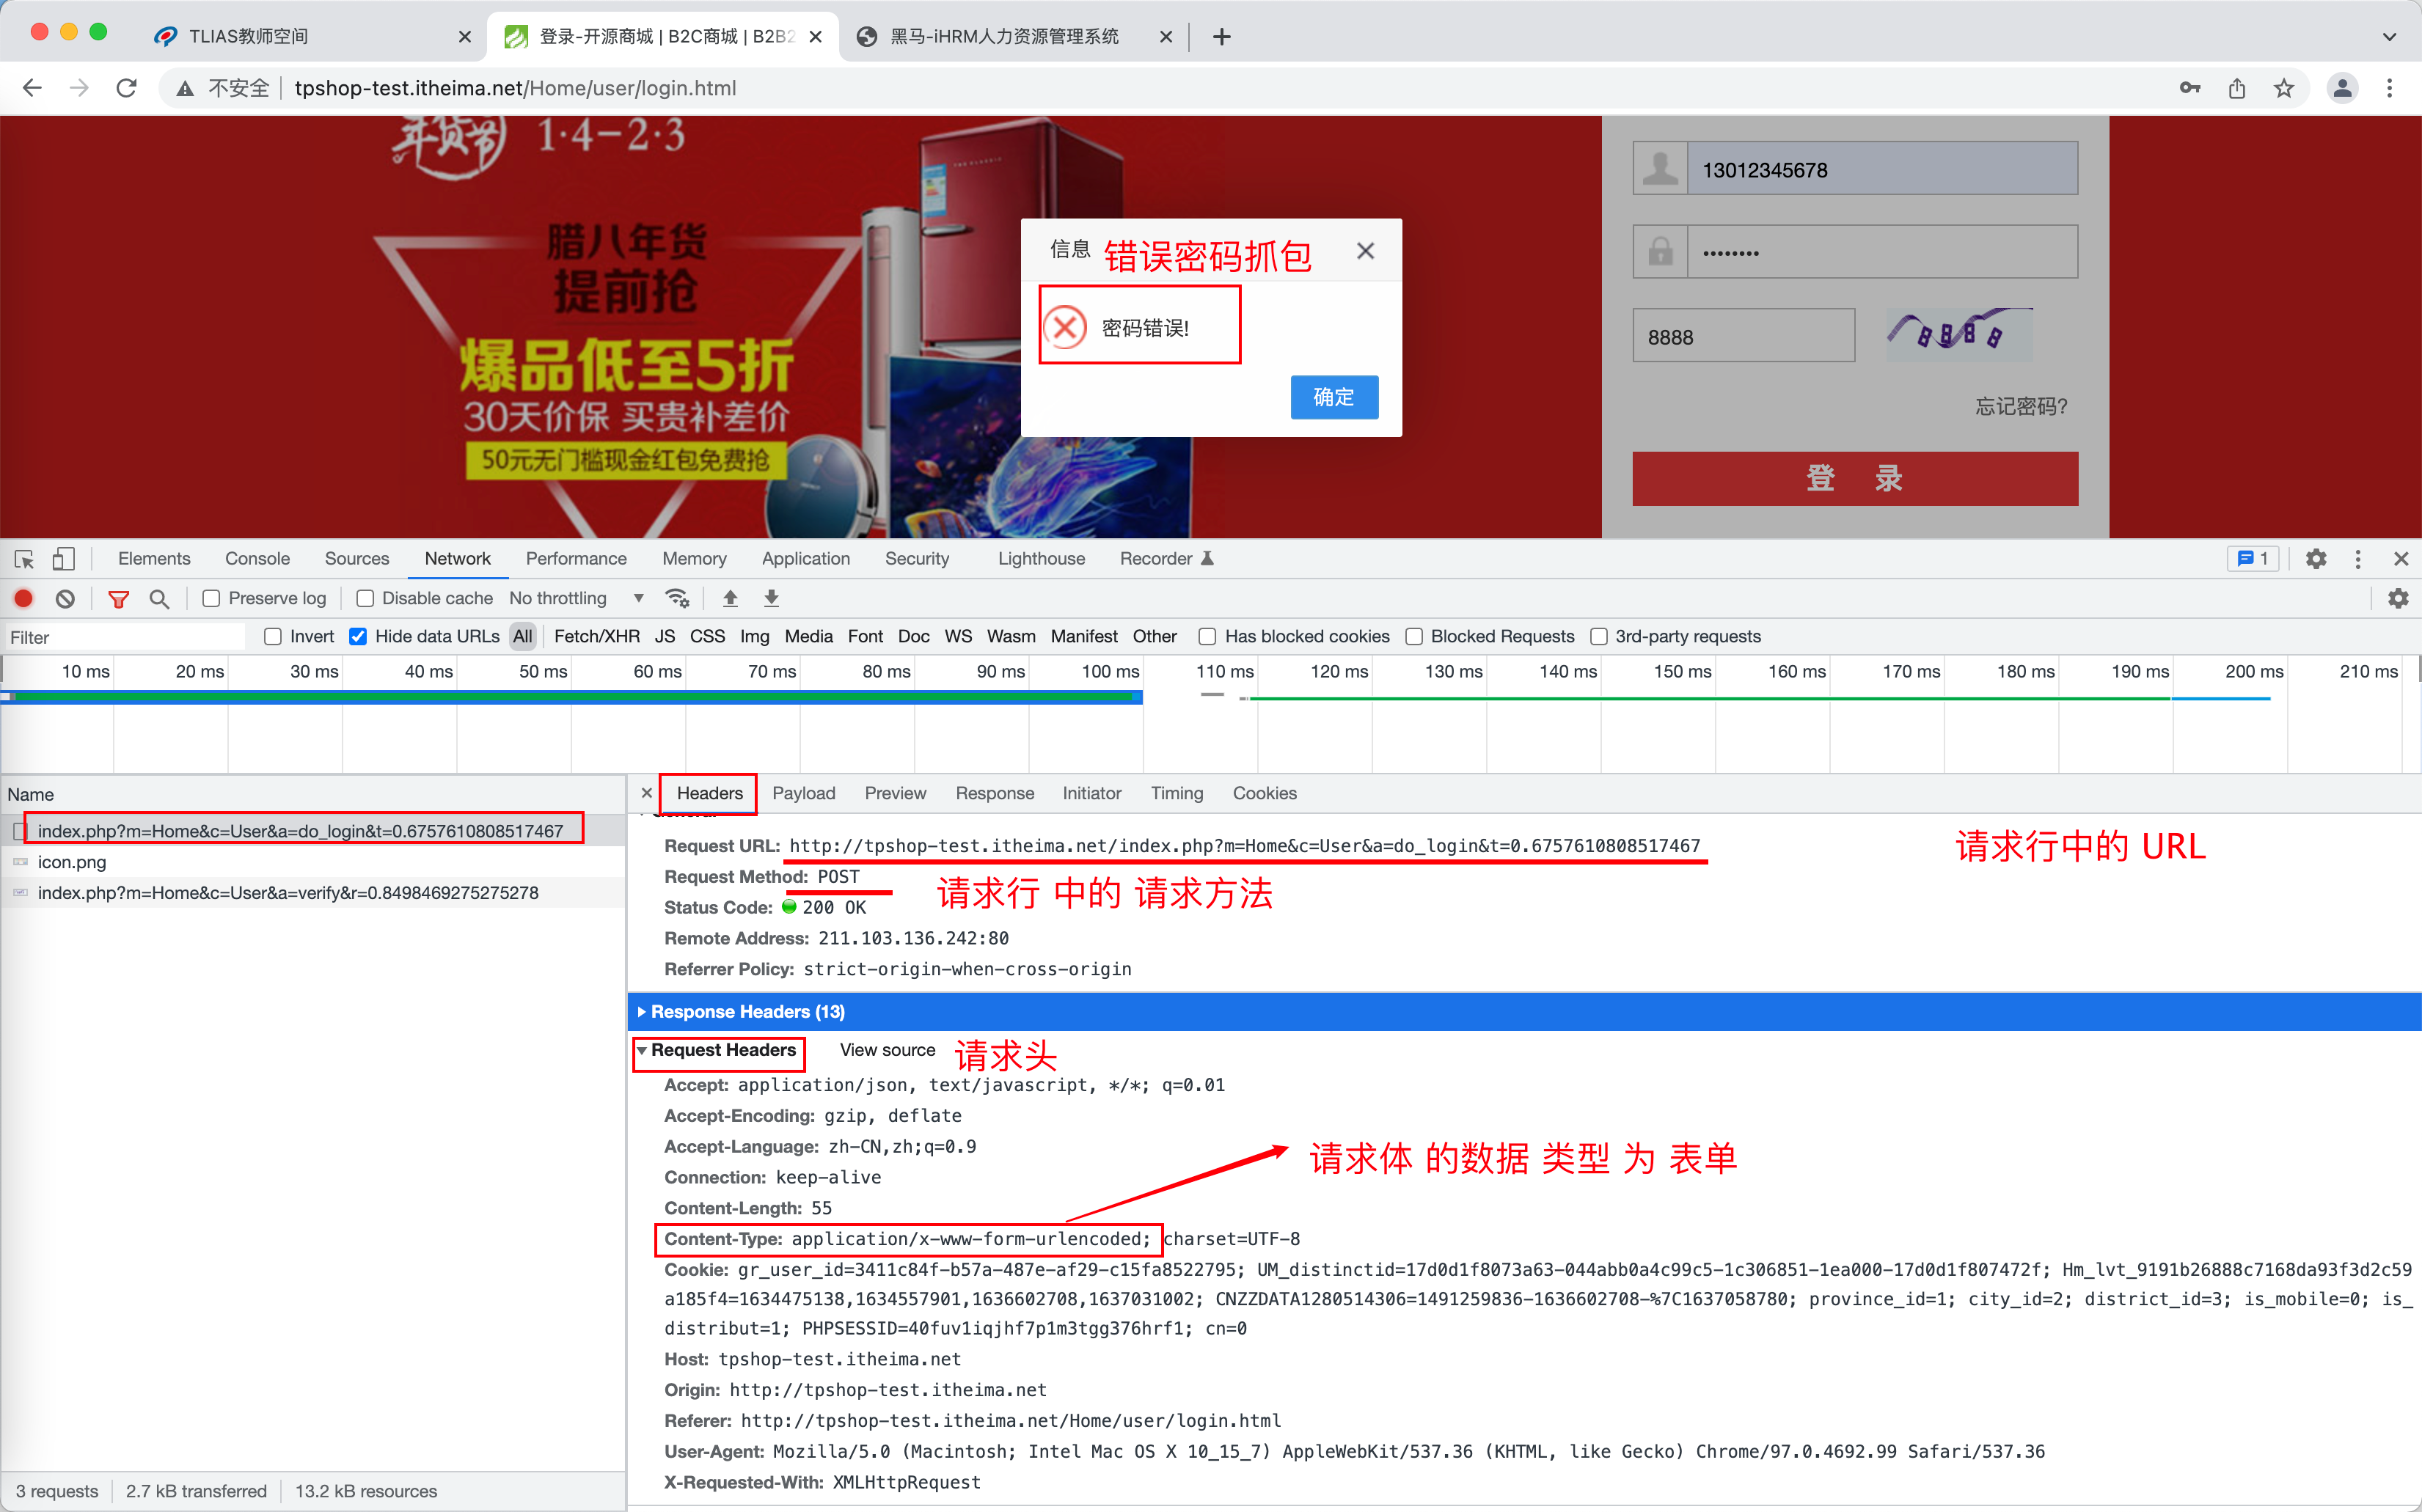 TLIAS教师空间
登录-开源商城 | B2C商城 | B2B2
黑马-iHRM人力资源管理系统
不安全 | tpshop-test.itheima.net/Home/user/login.html
年货节 1·4-2·3
腊八年货
提前抢
爆品低至5折
30天价保 买贵补差价
50元无门槛现金红包免费抢
信息 错误密码抓包
密码错误!
确定
13012345678
••••••••
8888 8888
忘记密码?
登 录
Elements Console Sources Network Performance Memory Application Security Lighthouse Recorder 1
Preserve log Disable cache No throttling
Filter Invert Hide data URLs All Fetch/XHR JS CSS Img Media Font Doc WS Wasm Manifest Other Has blocked cookies Blocked Requests 3rd-party requests
10 ms 20 ms 30 ms 40 ms 50 ms 60 ms 70 ms 80 ms 90 ms 100 ms 110 ms 120 ms 130 ms 140 ms 150 ms 160 ms 170 ms 180 ms 190 ms 200 ms 210 ms
Name
index.php?m=Home&c=User&a=do_login&t=0.6757610808517467
icon.png
index.php?m=Home&c=User&a=verify&r=0.8498469275275278
3 requests 2.7 kB transferred 13.2 kB resources
Headers Payload Preview Response Initiator Timing Cookies
General
Request URL: http://tpshop-test.itheima.net/index.php?m=Home&c=User&a=do_login&t=0.6757610808517467
请求行中的 URL
Request Method: POST
请求行 中的 请求方法
Status Code: 200 OK
Remote Address: 211.103.136.242:80
Referrer Policy: strict-origin-when-cross-origin
Response Headers (13)
Request Headers View source 请求头
Accept: application/json, text/javascript, */*; q=0.01
Accept-Encoding: gzip, deflate
Accept-Language: zh-CN,zh;q=0.9
请求体 的数据 类型 为 表单
Connection: keep-alive
Content-Length: 55
Content-Type: application/x-www-form-urlencoded; charset=UTF-8
Cookie: gr_user_id=3411c84f-b57a-487e-af29-c15fa8522795; UM_distinctid=17d0d1f8073a63-044abb0a4c99c5-1c306851-1ea000-17d0d1f807472f; Hm_lvt_9191b26888c7168da93f3d2c59
a185f4=1634475138,1634557901,1636602708,1637031002; CNZZDATA1280514306=1491259836-1636602708-%7C1637058780; province_id=1; city_id=2; district_id=3; is_mobile=0; is_
distribut=1; PHPSESSID=40fuv1iqjhf7p1m3tgg376hrf1; cn=0
Host: tpshop-test.itheima.net
Origin: http://tpshop-test.itheima.net
Referer: http://tpshop-test.itheima.net/Home/user/login.html
User-Agent: Mozilla/5.0 (Macintosh; Intel Mac OS X 10_15_7) AppleWebKit/537.36 (KHTML, like Gecko) Chrome/97.0.4692.99 Safari/537.36
X-Requested-With: XMLHttpRequest